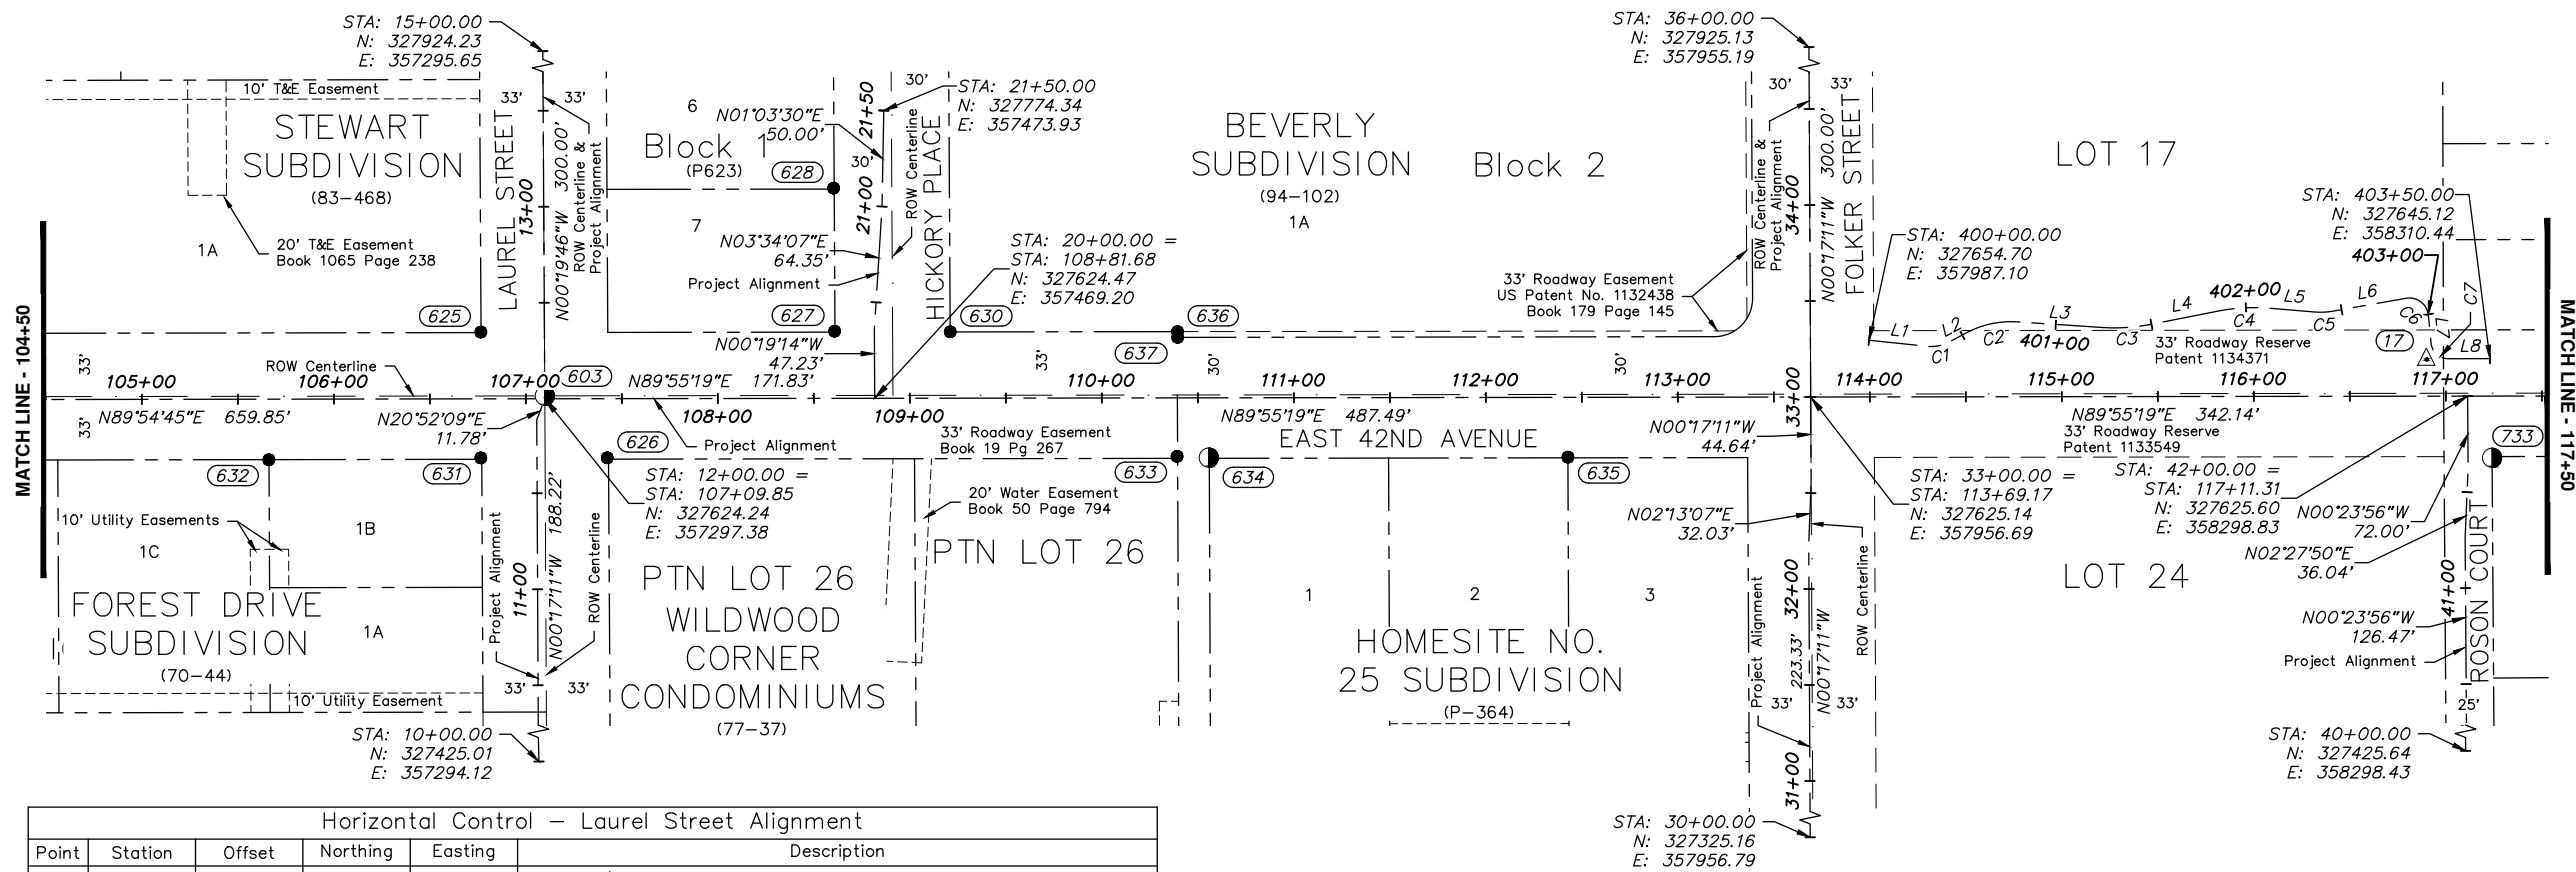 STA: 15+00.00
N: 327924.23
E: 357295.65
10' T&E Easement
STEWART
SUBDIVISION
(83-468)
1A
20' T&E Easement
Book 1065 Page 238
LAUREL STREET
33'
33'
13+00
N00°19'46"W 300.00'
ROW Centerline &
Project Alignment
6
Block 1
(P623)
7
N01°03'30"E
50.00'
628
21+50
30'
21+00
30'
ROW Centerline
HICKORY PLACE
STA: 21+50.00
N: 327774.34
E: 357473.93
N03°34'07"E
64.35'
Project Alignment
STA: 20+00.00 =
STA: 108+81.68
N: 327624.47
E: 357469.20
BEVERLY
SUBDIVISION
(94-102)
1A
Block 2
33' Roadway Easement
US Patent No. 1132438
Book 179 Page 145
STA: 36+00.00
N: 327925.13
E: 357955.19
30'
33'
ROW Centerline &
Project Alignment
34+00
N00°17'11"W 300.00'
FOLKER STREET
LOT 17
STA: 400+00.00
N: 327654.70
E: 357987.10
STA: 403+50.00
N: 327645.12
E: 358310.44
403+00
402+00
401+00
L1
C1
L2
C2
L3
C3
L4
C4
L5
C5
L6
C6
L7
C7
L8
17
33' Roadway Reserve
Patent 1134371
MATCH LINE - 104+50
MATCH LINE - 117+50
625
627
630
636
637
N00°19'14"W
47.23'
33'
33'
30'
30'
33'
ROW Centerline
105+00
106+00
107+00
603
N89°55'19"E 171.83'
108+00
109+00
110+00
111+00
112+00
113+00
33+00
114+00
115+00
116+00
117+00
N89°54'45"E 659.85'
N20°52'09"E
11.78'
626
Project Alignment
33' Roadway Easement
Book 19 Pg 267
N89°55'19"E 487.49'
EAST 42ND AVENUE
N00°17'11"W
44.64'
N89°55'19"E 342.14'
33' Roadway Reserve
Patent 1133549
733
632
631
633
634
635
STA: 12+00.00 =
STA: 107+09.85
N: 327624.24
E: 357297.38
20' Water Easement
Book 50 Page 794
STA: 33+00.00 =
STA: 113+69.17
N: 327625.14
E: 357956.69
STA: 42+00.00 =
STA: 117+11.31
N: 327625.60
E: 358298.83
N00°23'56"W
72.00'
N02°27'50"E
36.04'
10' Utility Easements
1C
1B
1A
FOREST DRIVE
SUBDIVISION
(70-44)
10' Utility Easement
Project Alignment
11+00
N00°17'11"W 188.22'
ROW Centerline
33'
33'
PTN LOT 26
WILDWOOD
CORNER
CONDOMINIUMS
(77-37)
PTN LOT 26
1
2
3
HOMESITE NO.
25 SUBDIVISION
(P-364)
N02°13'07"E
32.03'
Project Alignment
32+00
223.33'
N00°17'11"W
ROW Centerline
33'
33'
31+00
LOT 24
41+00
N00°23'56"W
126.47'
Project Alignment
ROSON COURT
25'
STA: 10+00.00
N: 327425.01
E: 357294.12
STA: 30+00.00
N: 327325.16
E: 357956.79
STA: 40+00.00
N: 327425.64
E: 358298.43
Horizontal Control – Laurel Street Alignment
Point Station Offset Northing Easting Description